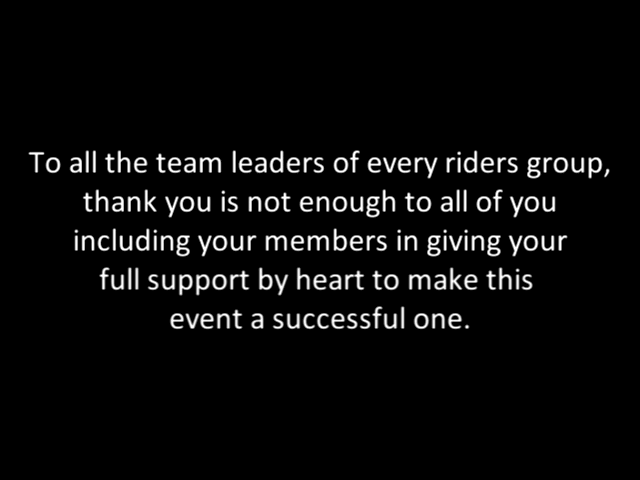 To all the team leaders of every riders group,
thank you is not enough to all of you
including your members in giving your
full support by heart to make this
event a successful one.